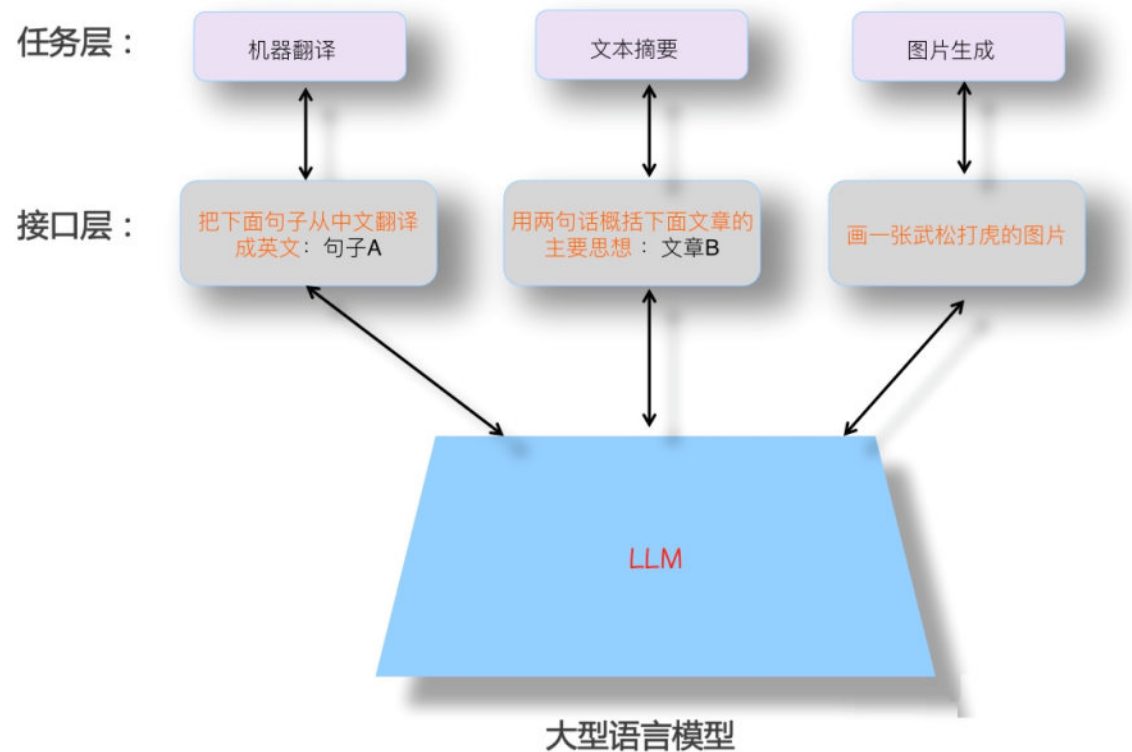 任务层：
机器翻译
文本摘要
图片生成
接口层：
把下面句子从中文翻译
成英文：句子A
用两句话概括下面文章的
主要思想：文章B
画一张武松打虎的图片
LLM
大型语言模型